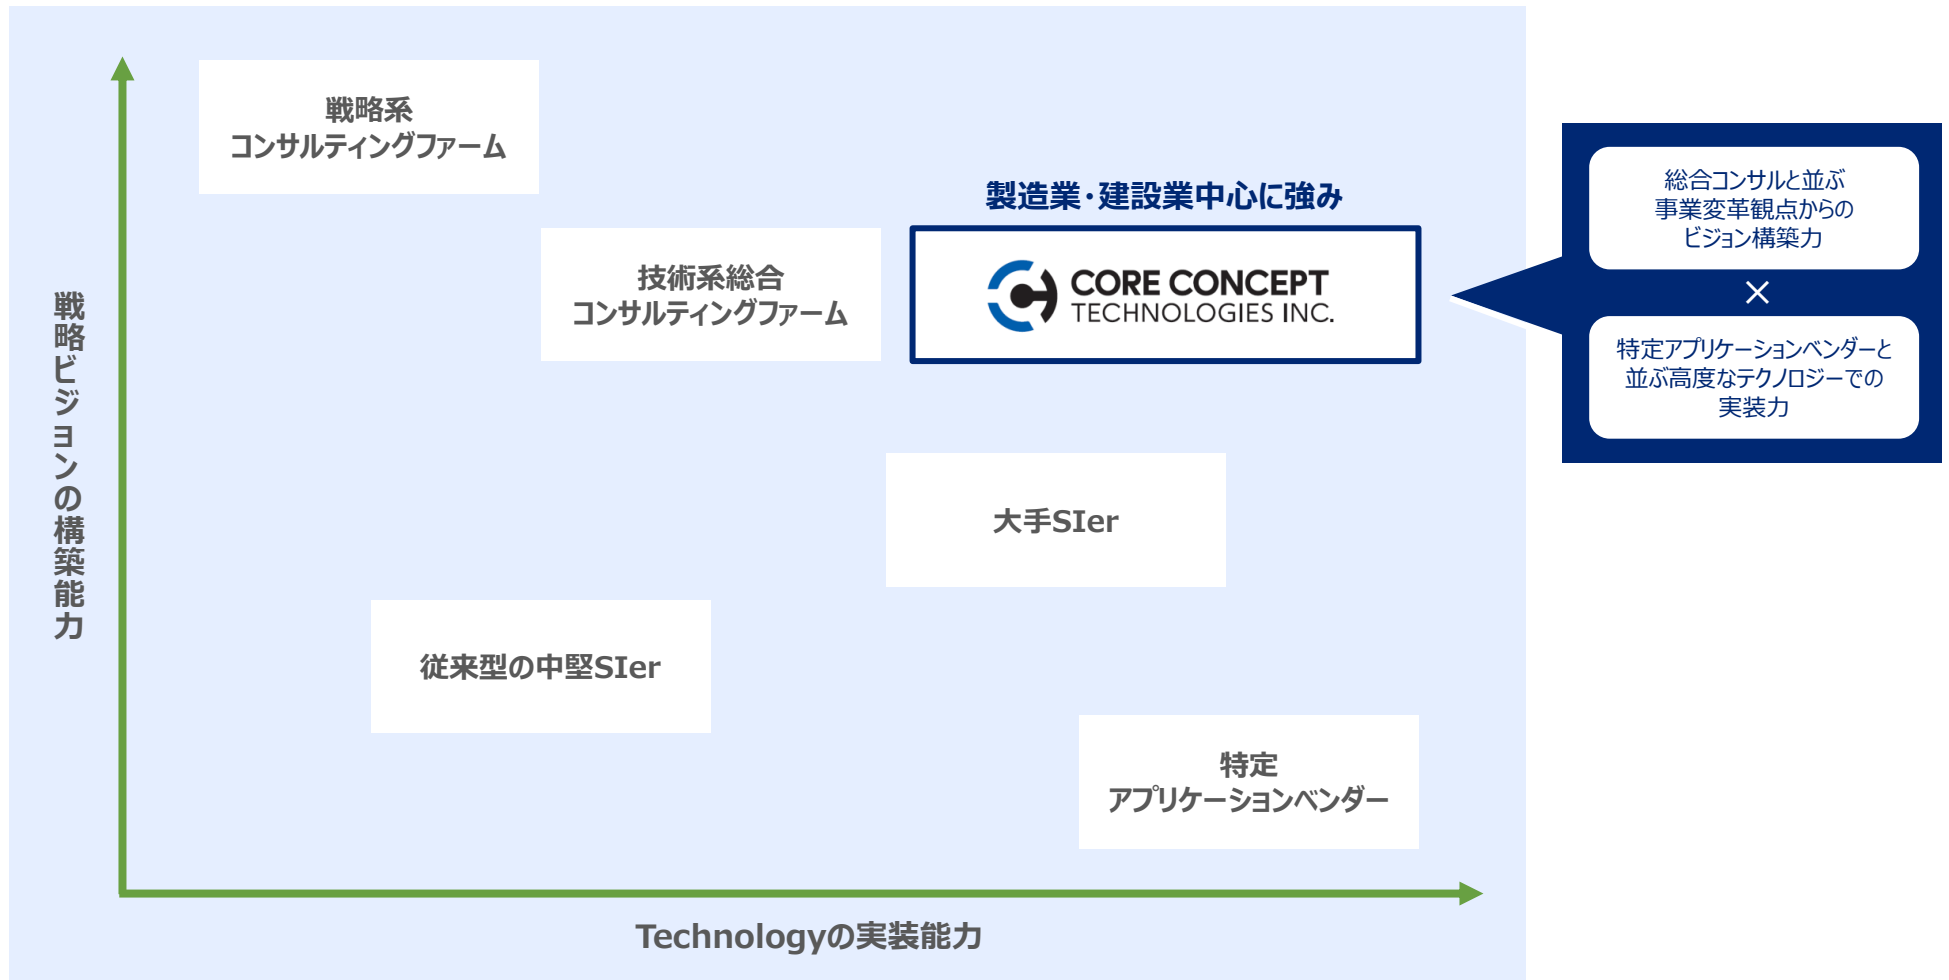 戦略系
コンサルティングファーム
製造業・建設業中心に強み
技術系総合
コンサルティングファーム
CORE CONCEPT
TECHNOLOGIES INC.
総合コンサルと並ぶ
事業変革観点からの
ビジョン構築力
×
特定アプリケーションベンダーと
並ぶ高度なテクノロジーでの
実装力
戦略ビジョンの構築能力
大手SIer
従来型の中堅SIer
特定
アプリケーションベンダー
Technologyの実装能力